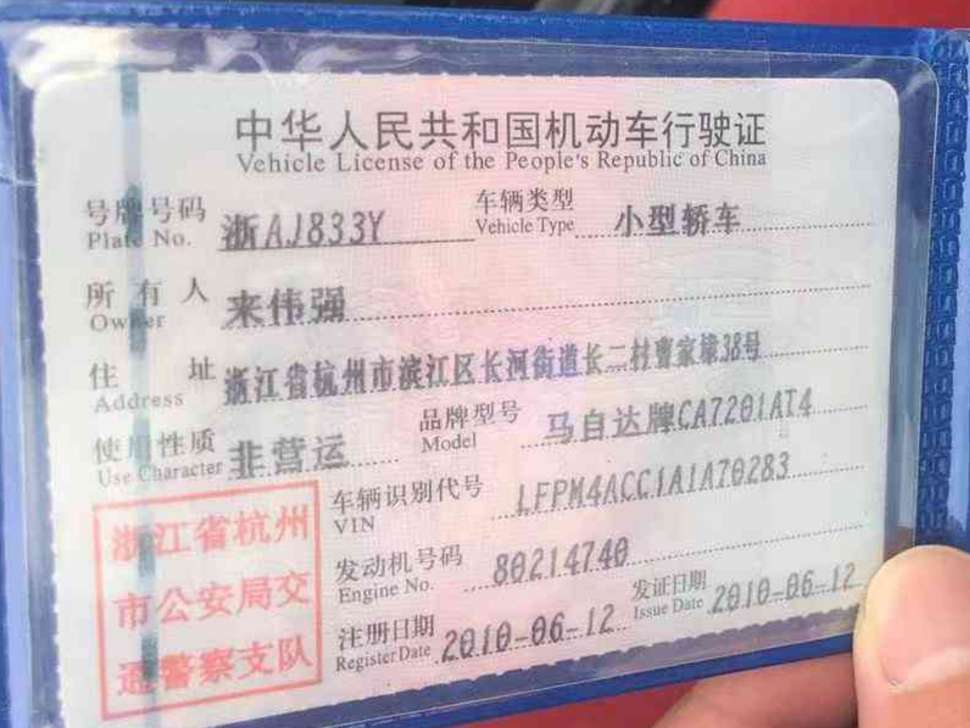 中华人民共和国机动车行驶证
Vehicle License of the People's Republic of China
号牌号码 浙AJ833Y 车辆类型 小型轿车
Plate No. Vehicle Type
所有人 来伟强
Owner
住址 浙江省杭州市滨江区长河街道长二村曹家埭38号
Address
使用性质 非营运 品牌型号 马自达牌CA7201AT4
Use Character Model
车辆识别代号 LFPM4ACC1A1A70283
VIN
发动机号码 80214740
Engine No.
注册日期 2010-06-12 发证日期 2010-06-12
Register Date Issue Date
浙江省杭州
市公安局交
通警察支队